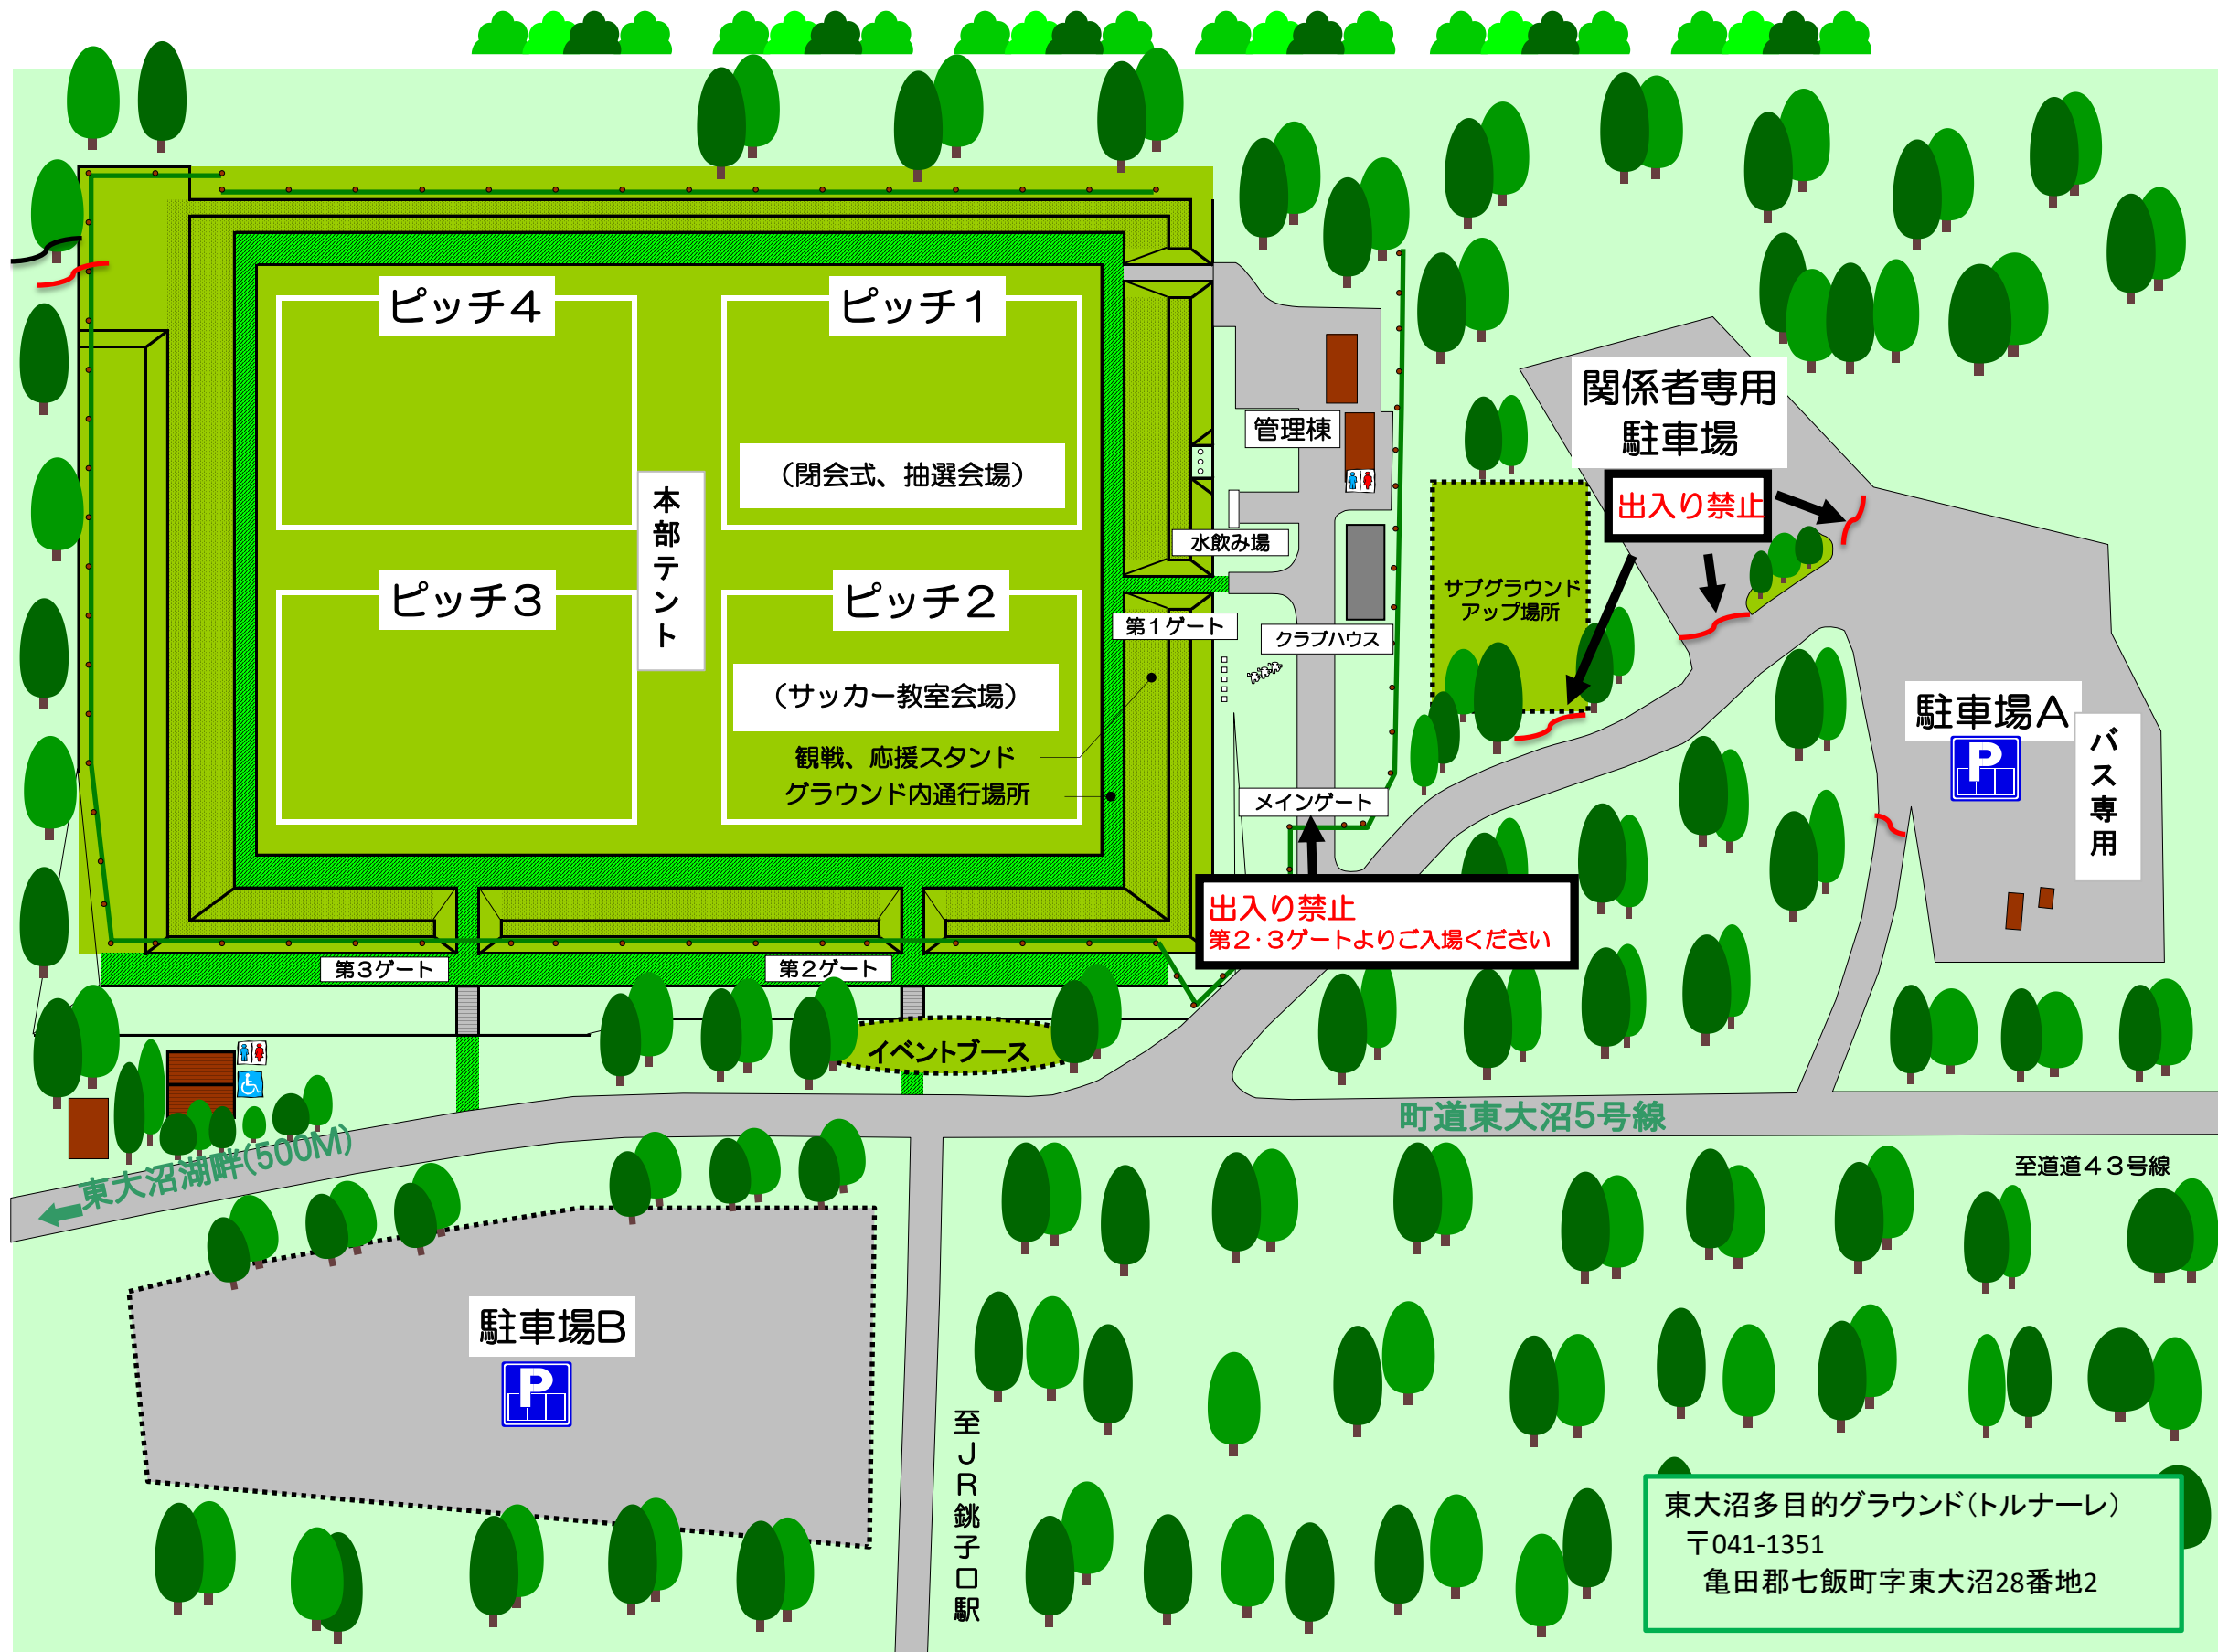 ピッチ4
ピッチ1
関係者専用
駐車場
管理棟
（閉会式、抽選会場）
出入り禁止
本部テント
水飲み場
ピッチ3
ピッチ2
サブグラウンド
アップ場所
第1ゲート
クラブハウス
（サッカー教室会場）
駐車場A
P
バス専用
観戦、応援スタンド
グラウンド内通行場所
メインゲート
出入り禁止
第2・3ゲートよりご入場ください
第3ゲート
第2ゲート
イベントブース
町道東大沼5号線
東大沼湖畔(500M)
至道道43号線
駐車場B
P
至JR銚子口駅
東大沼多目的グラウンド（トルナーレ）
〒041-1351
亀田郡七飯町字東大沼28番地2